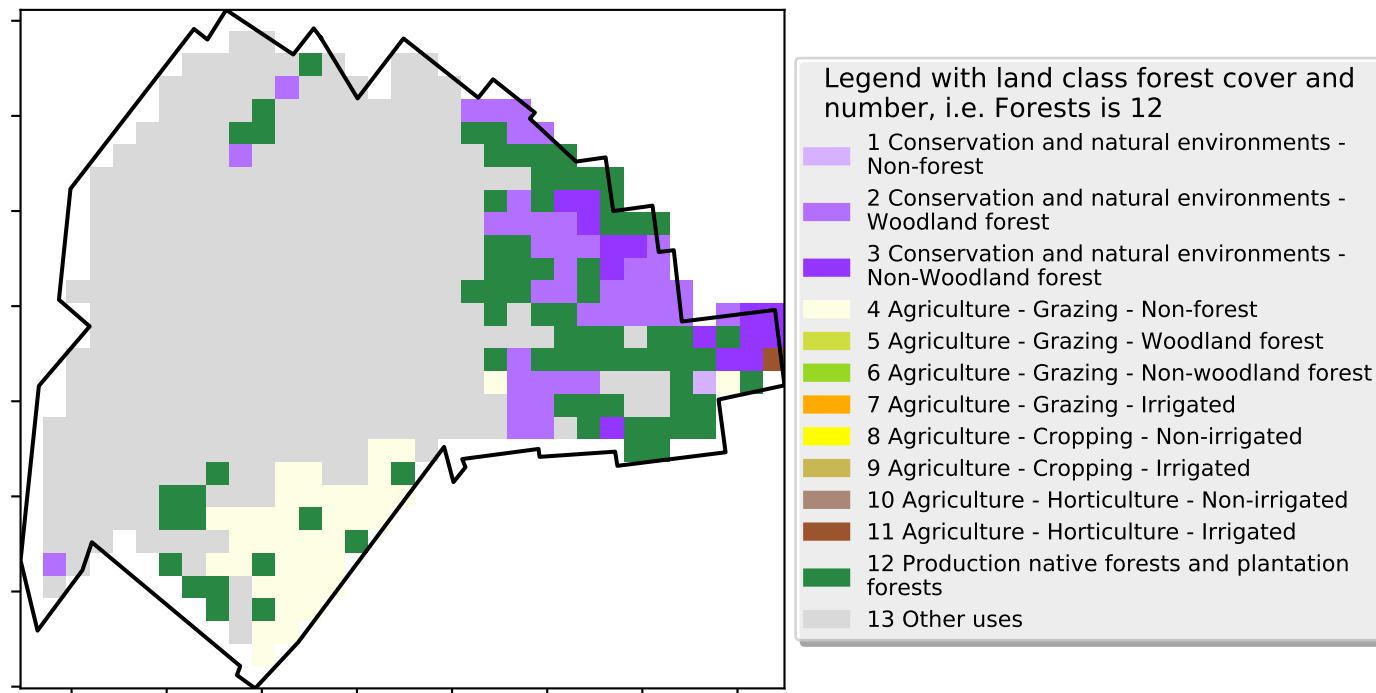 Legend with land class forest cover and
number, i.e. Forests is 12
1 Conservation and natural environments -
Non-forest
2 Conservation and natural environments -
Woodland forest
3 Conservation and natural environments -
Non-Woodland forest
4 Agriculture - Grazing - Non-forest
5 Agriculture - Grazing - Woodland forest
6 Agriculture - Grazing - Non-woodland forest
7 Agriculture - Grazing - Irrigated
8 Agriculture - Cropping - Non-irrigated
9 Agriculture - Cropping - Irrigated
10 Agriculture - Horticulture - Non-irrigated
11 Agriculture - Horticulture - Irrigated
12 Production native forests and plantation
forests
13 Other uses